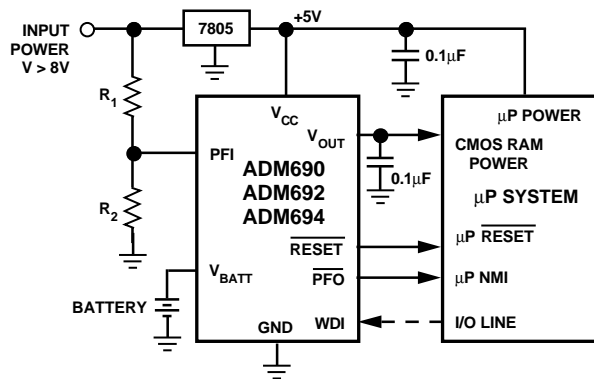 INPUT
POWER
V > 8V
7805
+5V
0.1µF
R1
R2
PFI
VCC
VOUT
ADM690
ADM692
ADM694
RESET
PFO
VBATT
GND
WDI
BATTERY
0.1µF
µP POWER
CMOS RAM
POWER
µP SYSTEM
µP RESET
µP NMI
I/O LINE